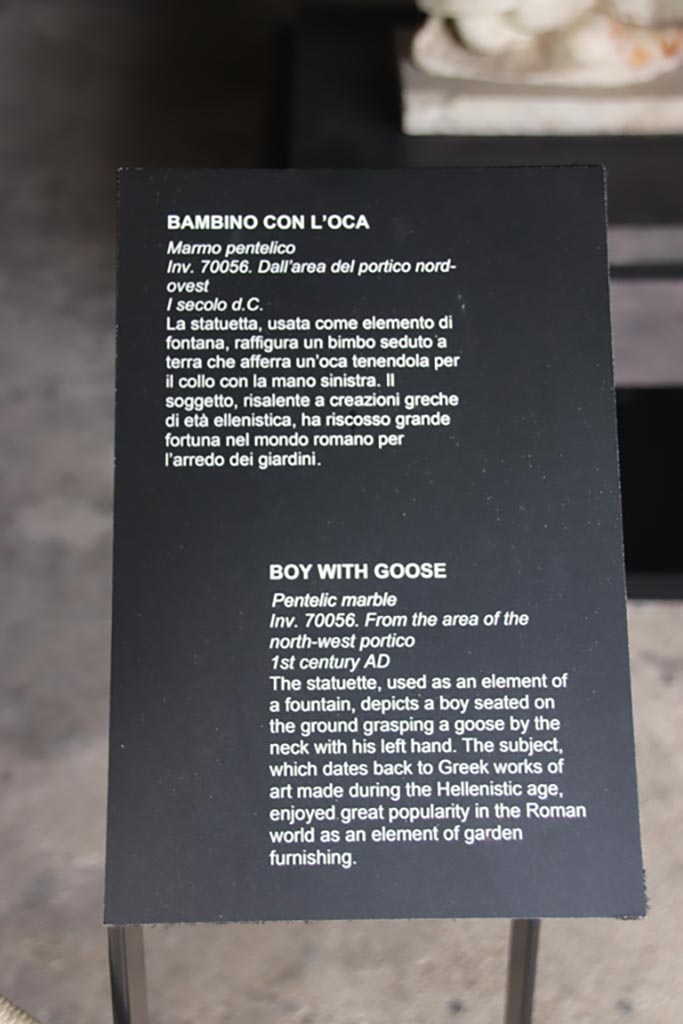 BAMBINO CON L'OCA
Marmo pentelico
Inv. 70056. Dall'area del portico nord-
ovest
I secolo d.C.
La statuetta, usata come elemento di
fontana, raffigura un bimbo seduto a
terra che afferra un'oca tenendola per
il collo con la mano sinistra. Il
soggetto, risalente a creazioni greche
di età ellenistica, ha riscosso grande
fortuna nel mondo romano per
l'arredo dei giardini.
BOY WITH GOOSE
Pentelic marble
Inv. 70056. From the area of the
north-west portico
1st century AD
The statuette, used as an element of
a fountain, depicts a boy seated on
the ground grasping a goose by the
neck with his left hand. The subject,
which dates back to Greek works of
art made during the Hellenistic age,
enjoyed great popularity in the Roman
world as an element of garden
furnishing.